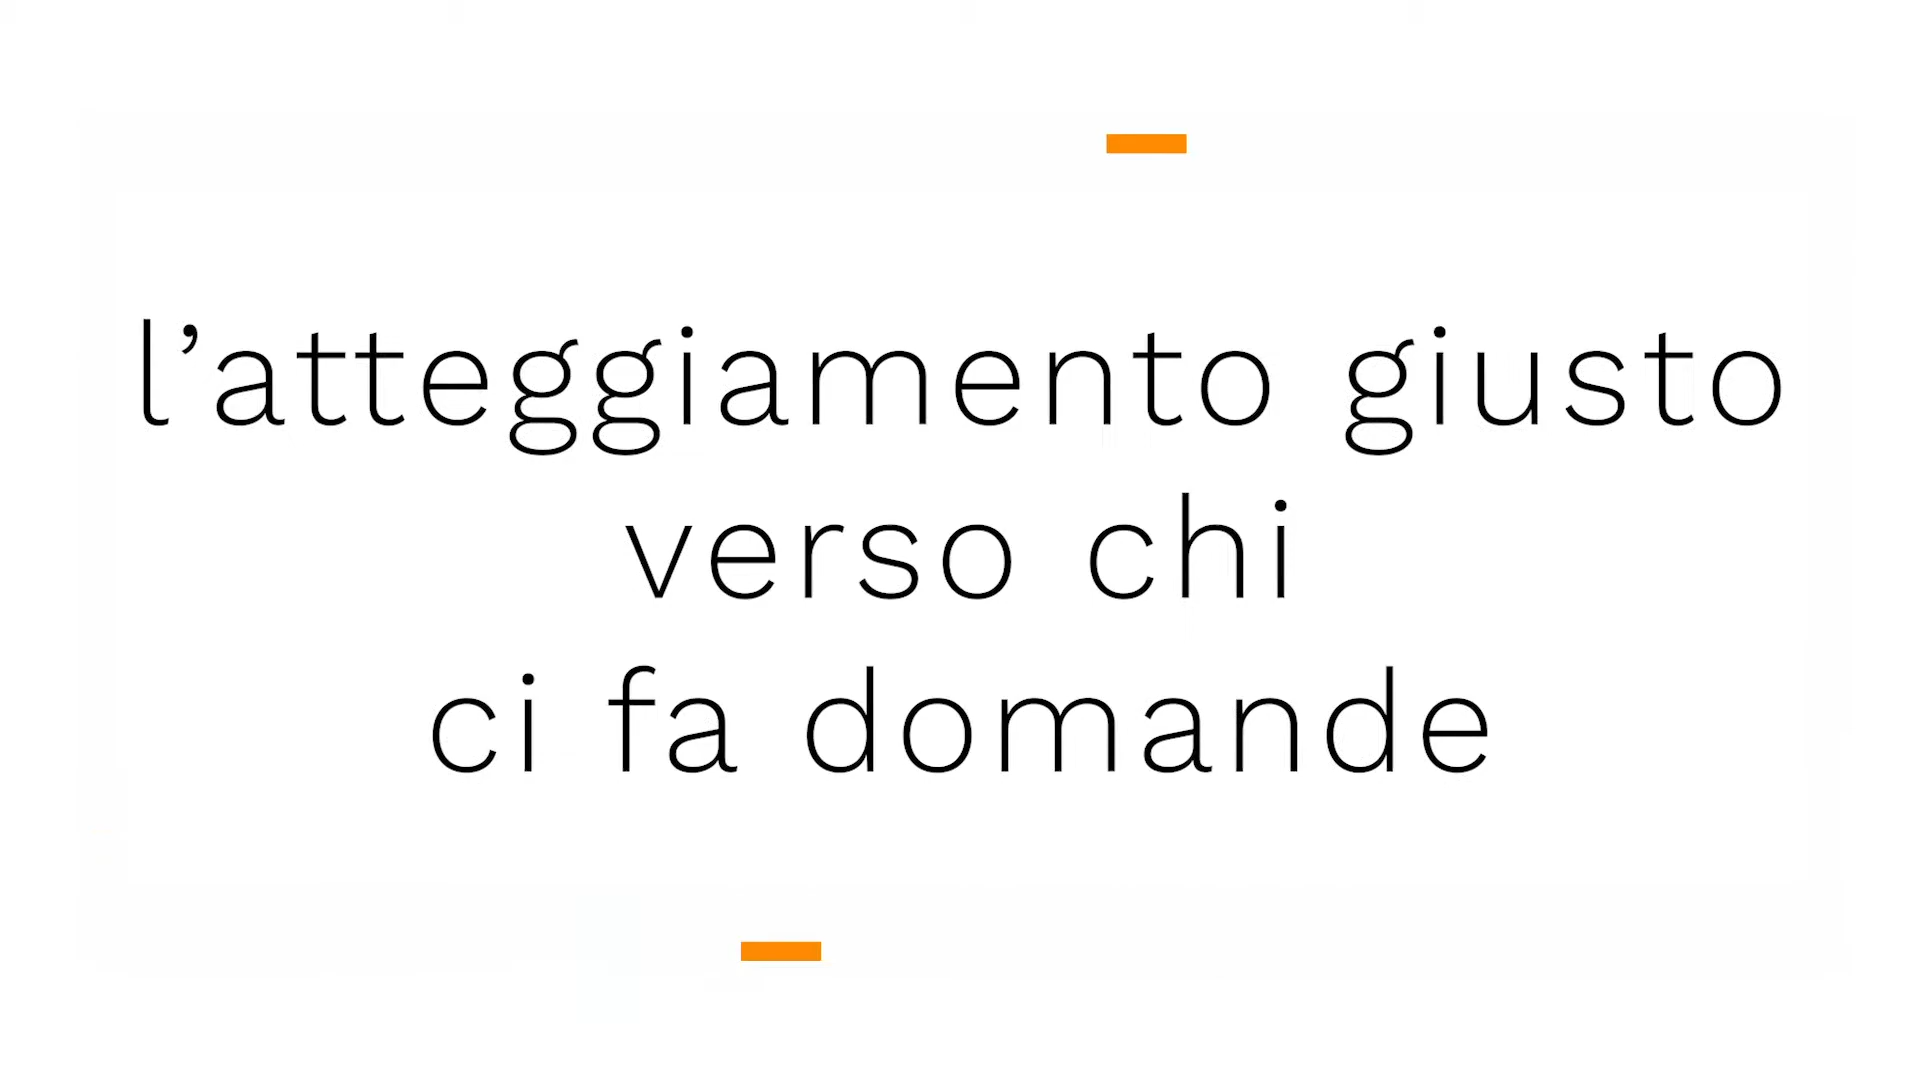 l’atteggiamento giusto
verso chi
ci fa domande